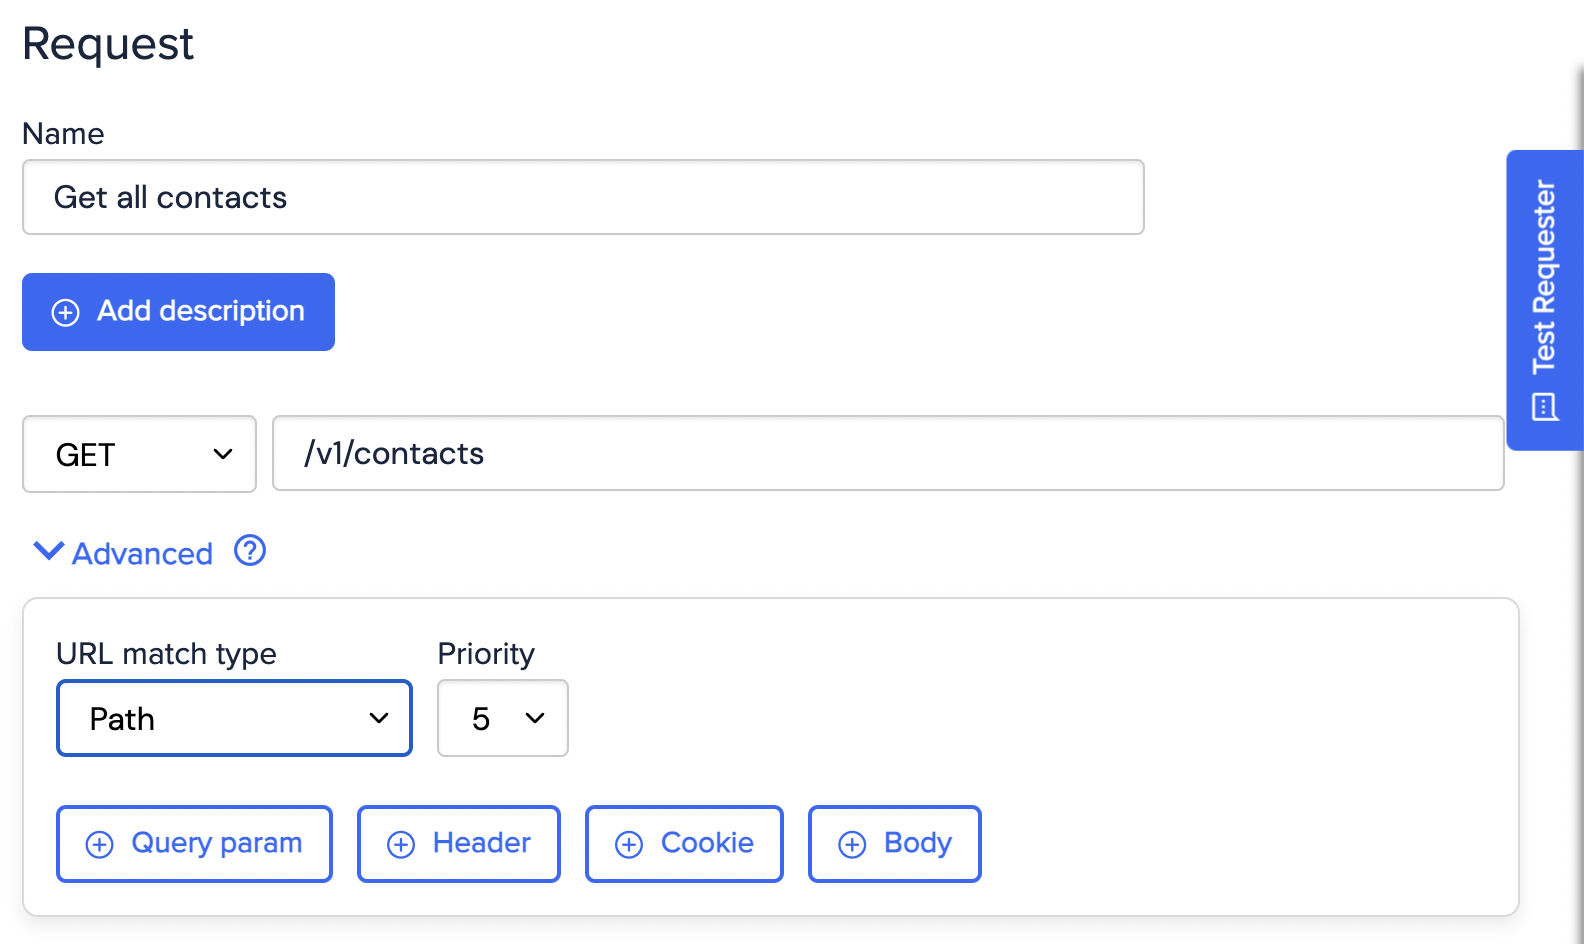 Request
Name
Get all contacts
Add description
Test Requester
GET
/v1/contacts
Advanced ?
URL match type Priority
Path 5
Query param Header Cookie Body